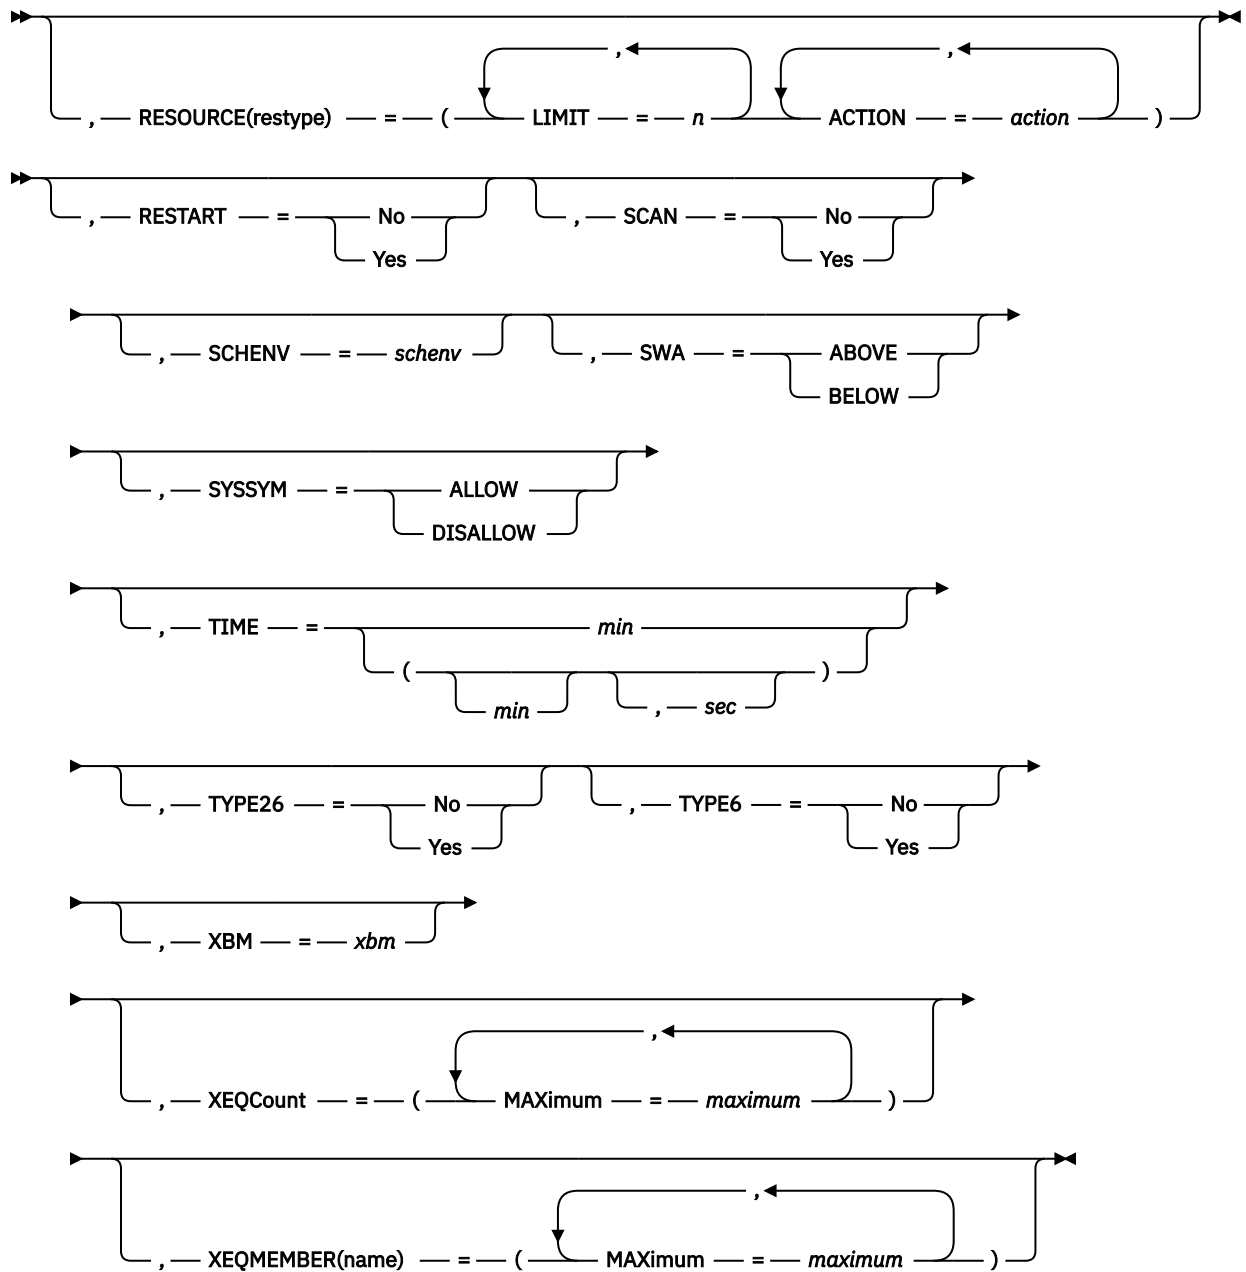 ,
,
, RESOURCE(restype) = ( LIMIT = n ACTION = action )
, RESTART = No , SCAN = No
Yes Yes
, SCHENV = schenv , SWA = ABOVE
BELOW
, SYSSYM = ALLOW
DISALLOW
, TIME = min
( )
min , sec
, TYPE26 = No , TYPE6 = No
Yes Yes
, XBM = xbm
,
, XEQCount = ( MAXimum = maximum )
,
, XEQMEMBER(name) = ( MAXimum = maximum )